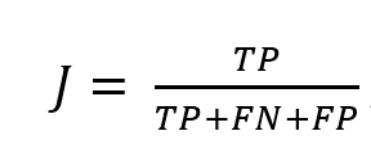 J = TP / TP+FN+FP